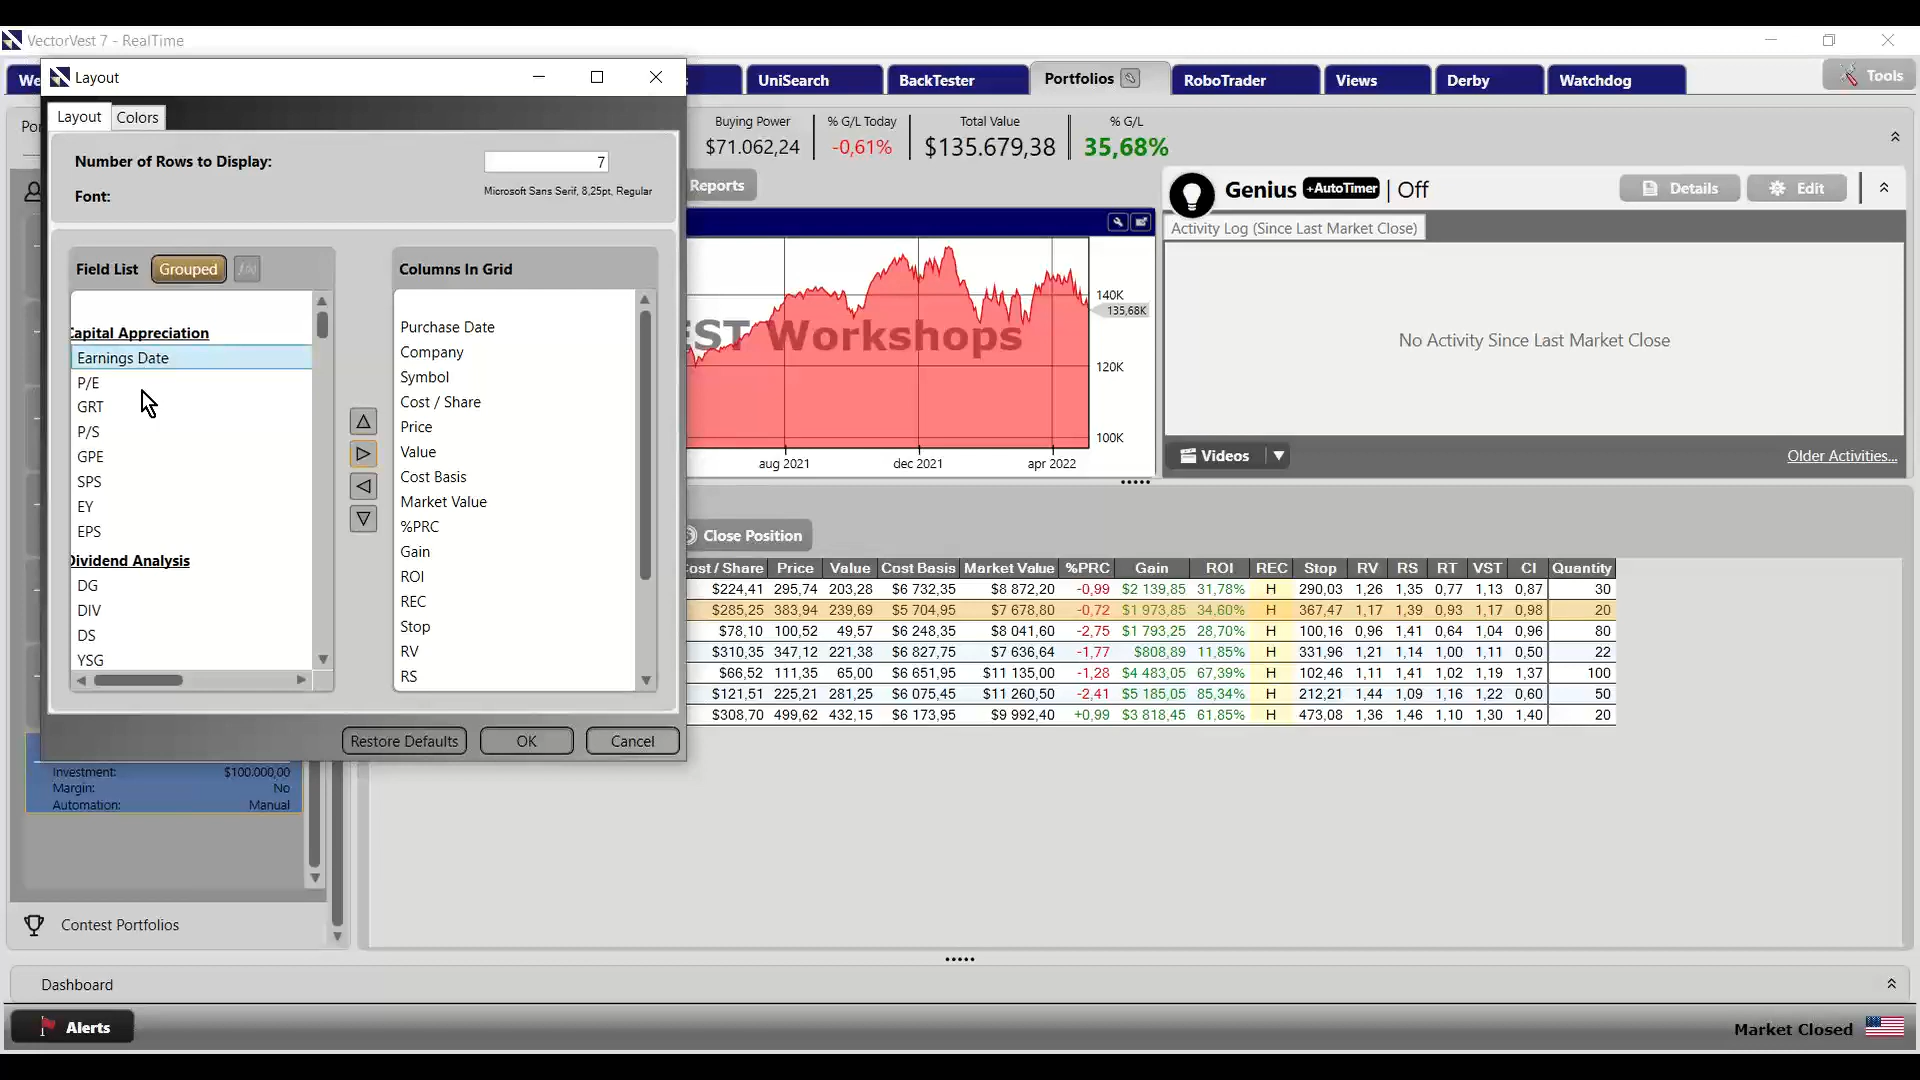 VectorVest 7 - RealTime
Layout
We
UniSearch
BackTester
Portfolios
RoboTrader
Views
Derby
Watchdog
Tools
Layout
Colors
Number of Rows to Display:
7
Font:
Microsoft Sans Serif, 8,25pt, Regular
Buying Power
$71.062,24
% G/L Today
-0,61%
Total Value
$135.679,38
% G/L
35,68%
Reports
Genius +AutoTimer | Off
Details
Edit
Activity Log (Since Last Market Close)
No Activity Since Last Market Close
Videos
Older Activities...
Field List
Grouped
f(x)
Capital Appreciation
Earnings Date
P/E
GRT
P/S
GPE
SPS
EY
EPS
Dividend Analysis
DG
DIV
DS
YSG
Columns In Grid
Purchase Date
Company
Symbol
Cost / Share
Price
Value
Cost Basis
Market Value
%PRC
Gain
ROI
REC
Stop
RV
RS
Restore Defaults
OK
Cancel
EST Workshops
140K
135,68K
120K
100K
aug 2021
dec 2021
apr 2022
Close Position
Cost / Share Price Value Cost Basis Market Value %PRC Gain ROI REC Stop RV RS RT VST CI Quantity
$224,41 295,74 203,28 $6 732,35 $8 872,20 -0,99 $2 139,85 31,78% H 290,03 1,26 1,35 0,77 1,13 0,87 30
$285,25 383,94 239,69 $5 704,95 $7 678,80 -0,72 $1 973,85 34,60% H 367,47 1,17 1,39 0,93 1,17 0,98 20
$78,10 100,52 49,57 $6 248,35 $8 041,60 -2,75 $1 793,25 28,70% H 100,16 0,96 1,41 0,64 1,04 0,96 80
$310,35 347,12 221,38 $6 827,75 $7 636,64 -1,77 $808,89 11,85% H 331,96 1,21 1,14 1,00 1,11 0,50 22
$66,52 111,35 65,00 $6 651,95 $11 135,00 -1,28 $4 483,05 67,39% H 102,46 1,11 1,41 1,02 1,19 1,37 100
$121,51 225,21 281,25 $6 075,45 $11 260,50 -2,41 $5 185,05 85,34% H 212,21 1,44 1,09 1,16 1,22 0,60 50
$308,70 499,62 432,15 $6 173,95 $9 992,40 +0,99 $3 818,45 61,85% H 473,08 1,36 1,46 1,10 1,30 1,40 20
Investment: $100.000,00
Margin: No
Automation: Manual
Contest Portfolios
Dashboard
Alerts
Market Closed